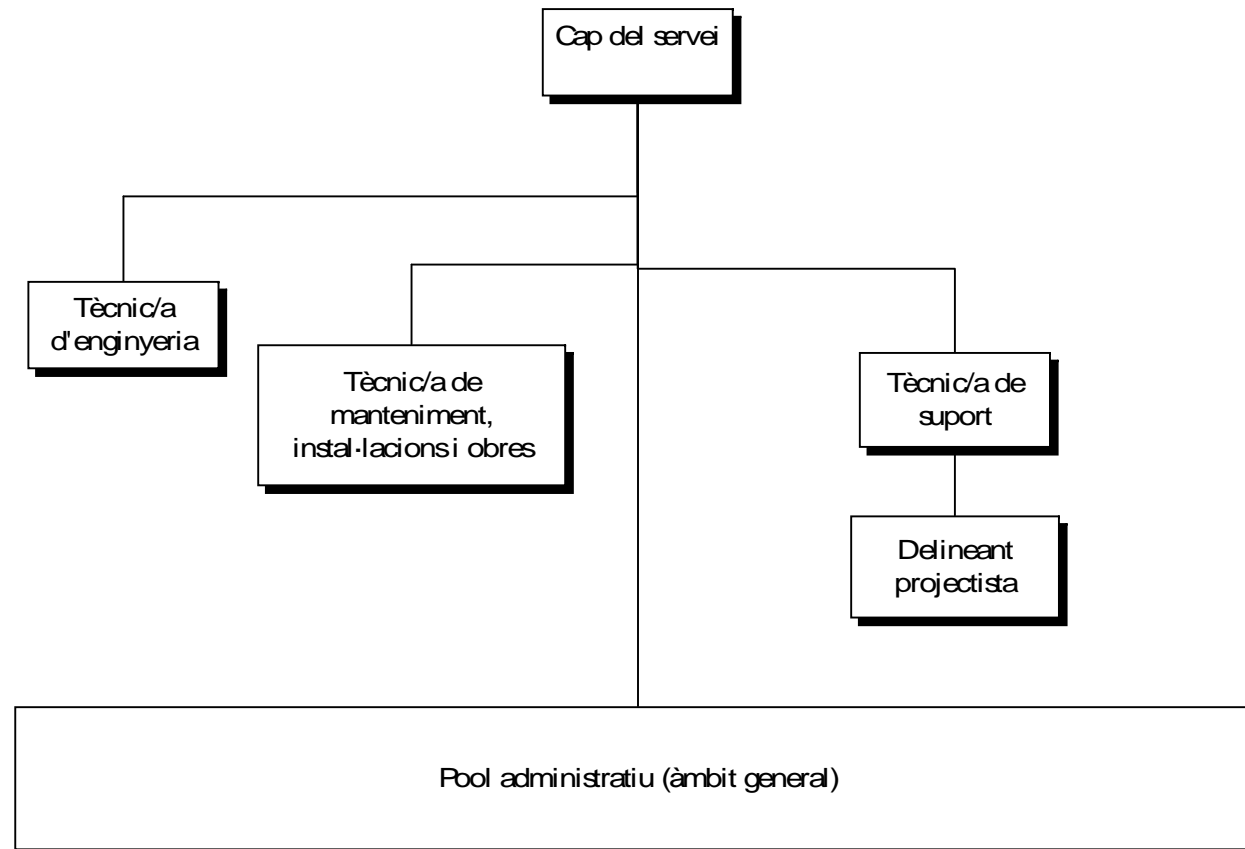 Cap del servei
Tècnic/a
d'enginyeria
Tècnic/a de
manteniment,
instal·lacions i obres
Tècnic/a de
suport
Delineant
projectista
Pool administratiu (àmbit general)